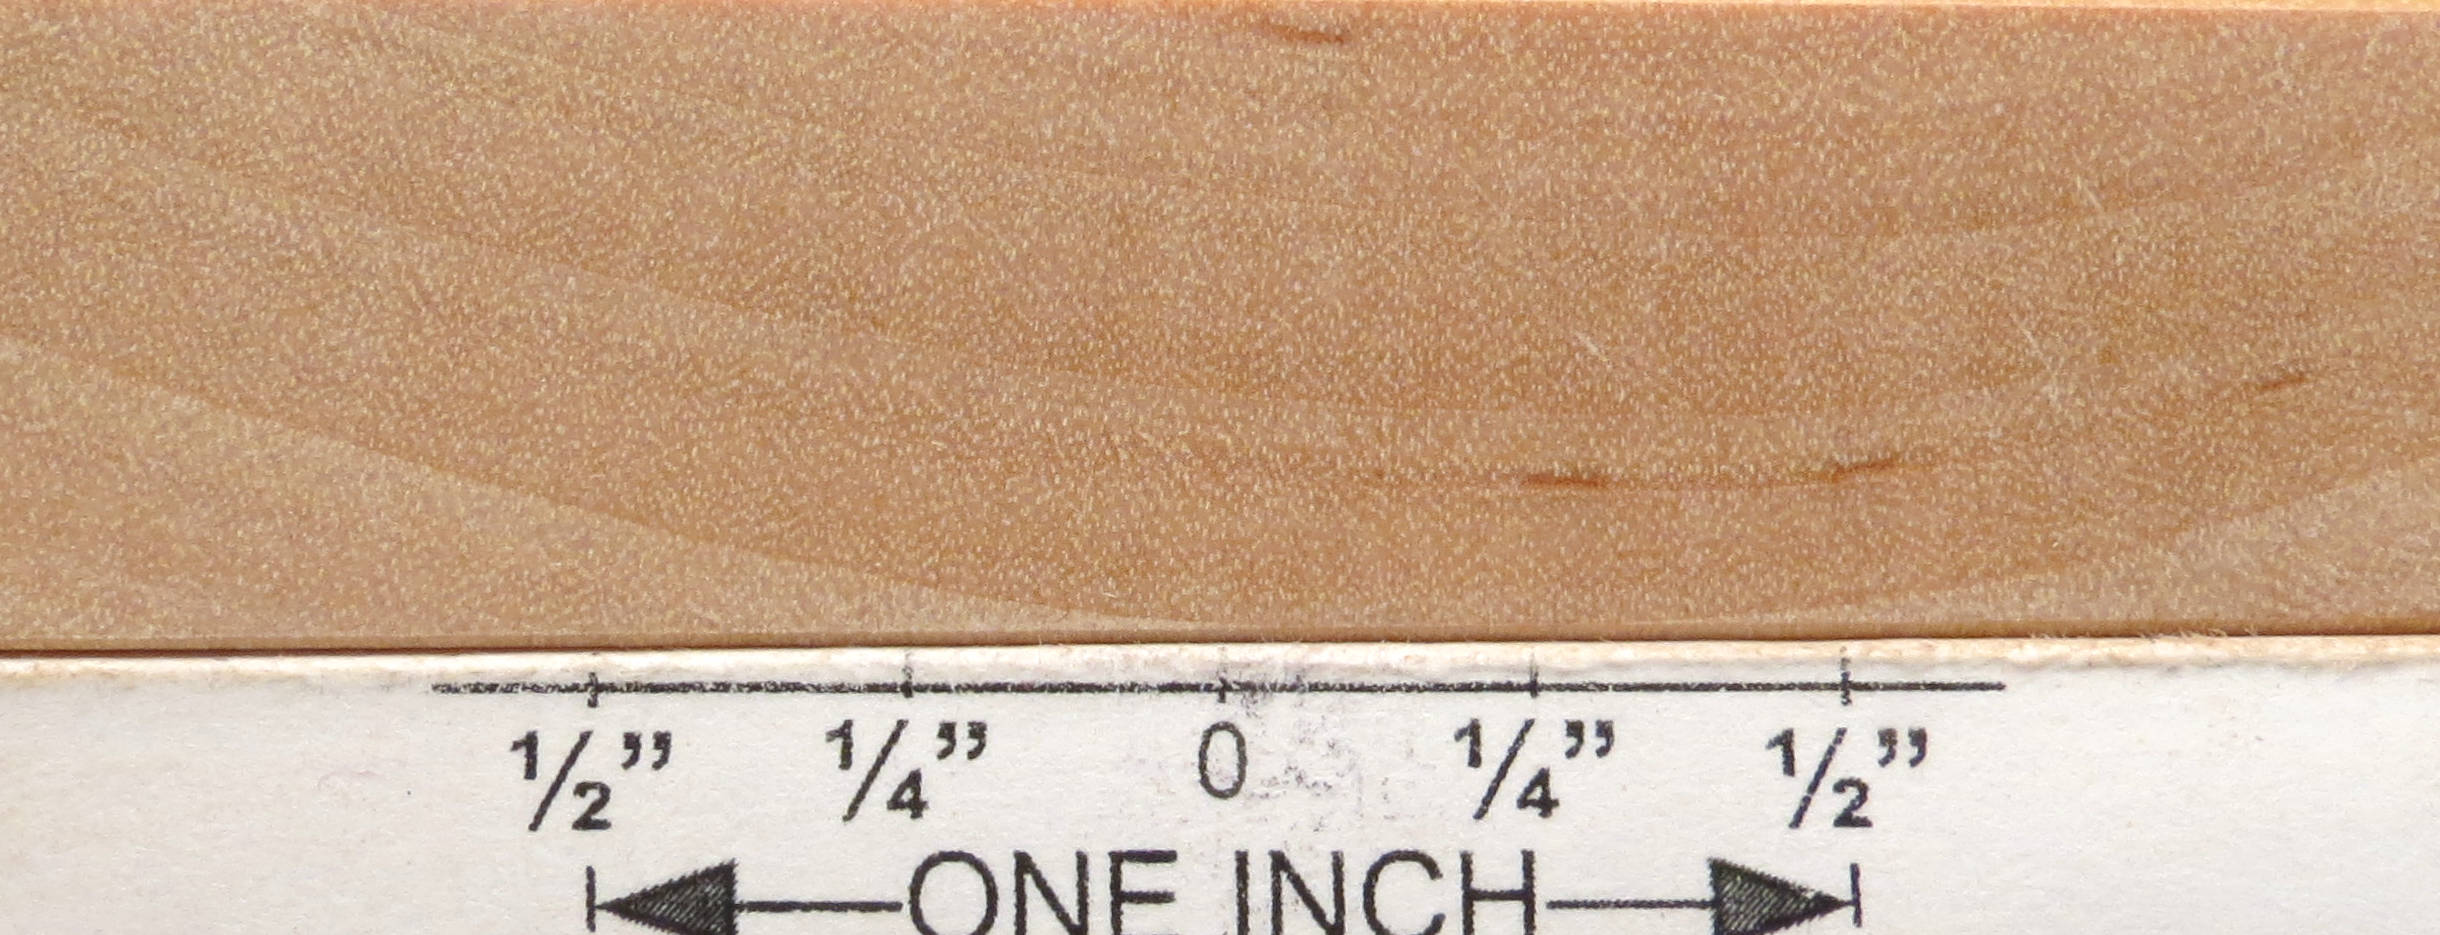 1/2” 1/4” 0 1/4” 1/2”
ONE INCH